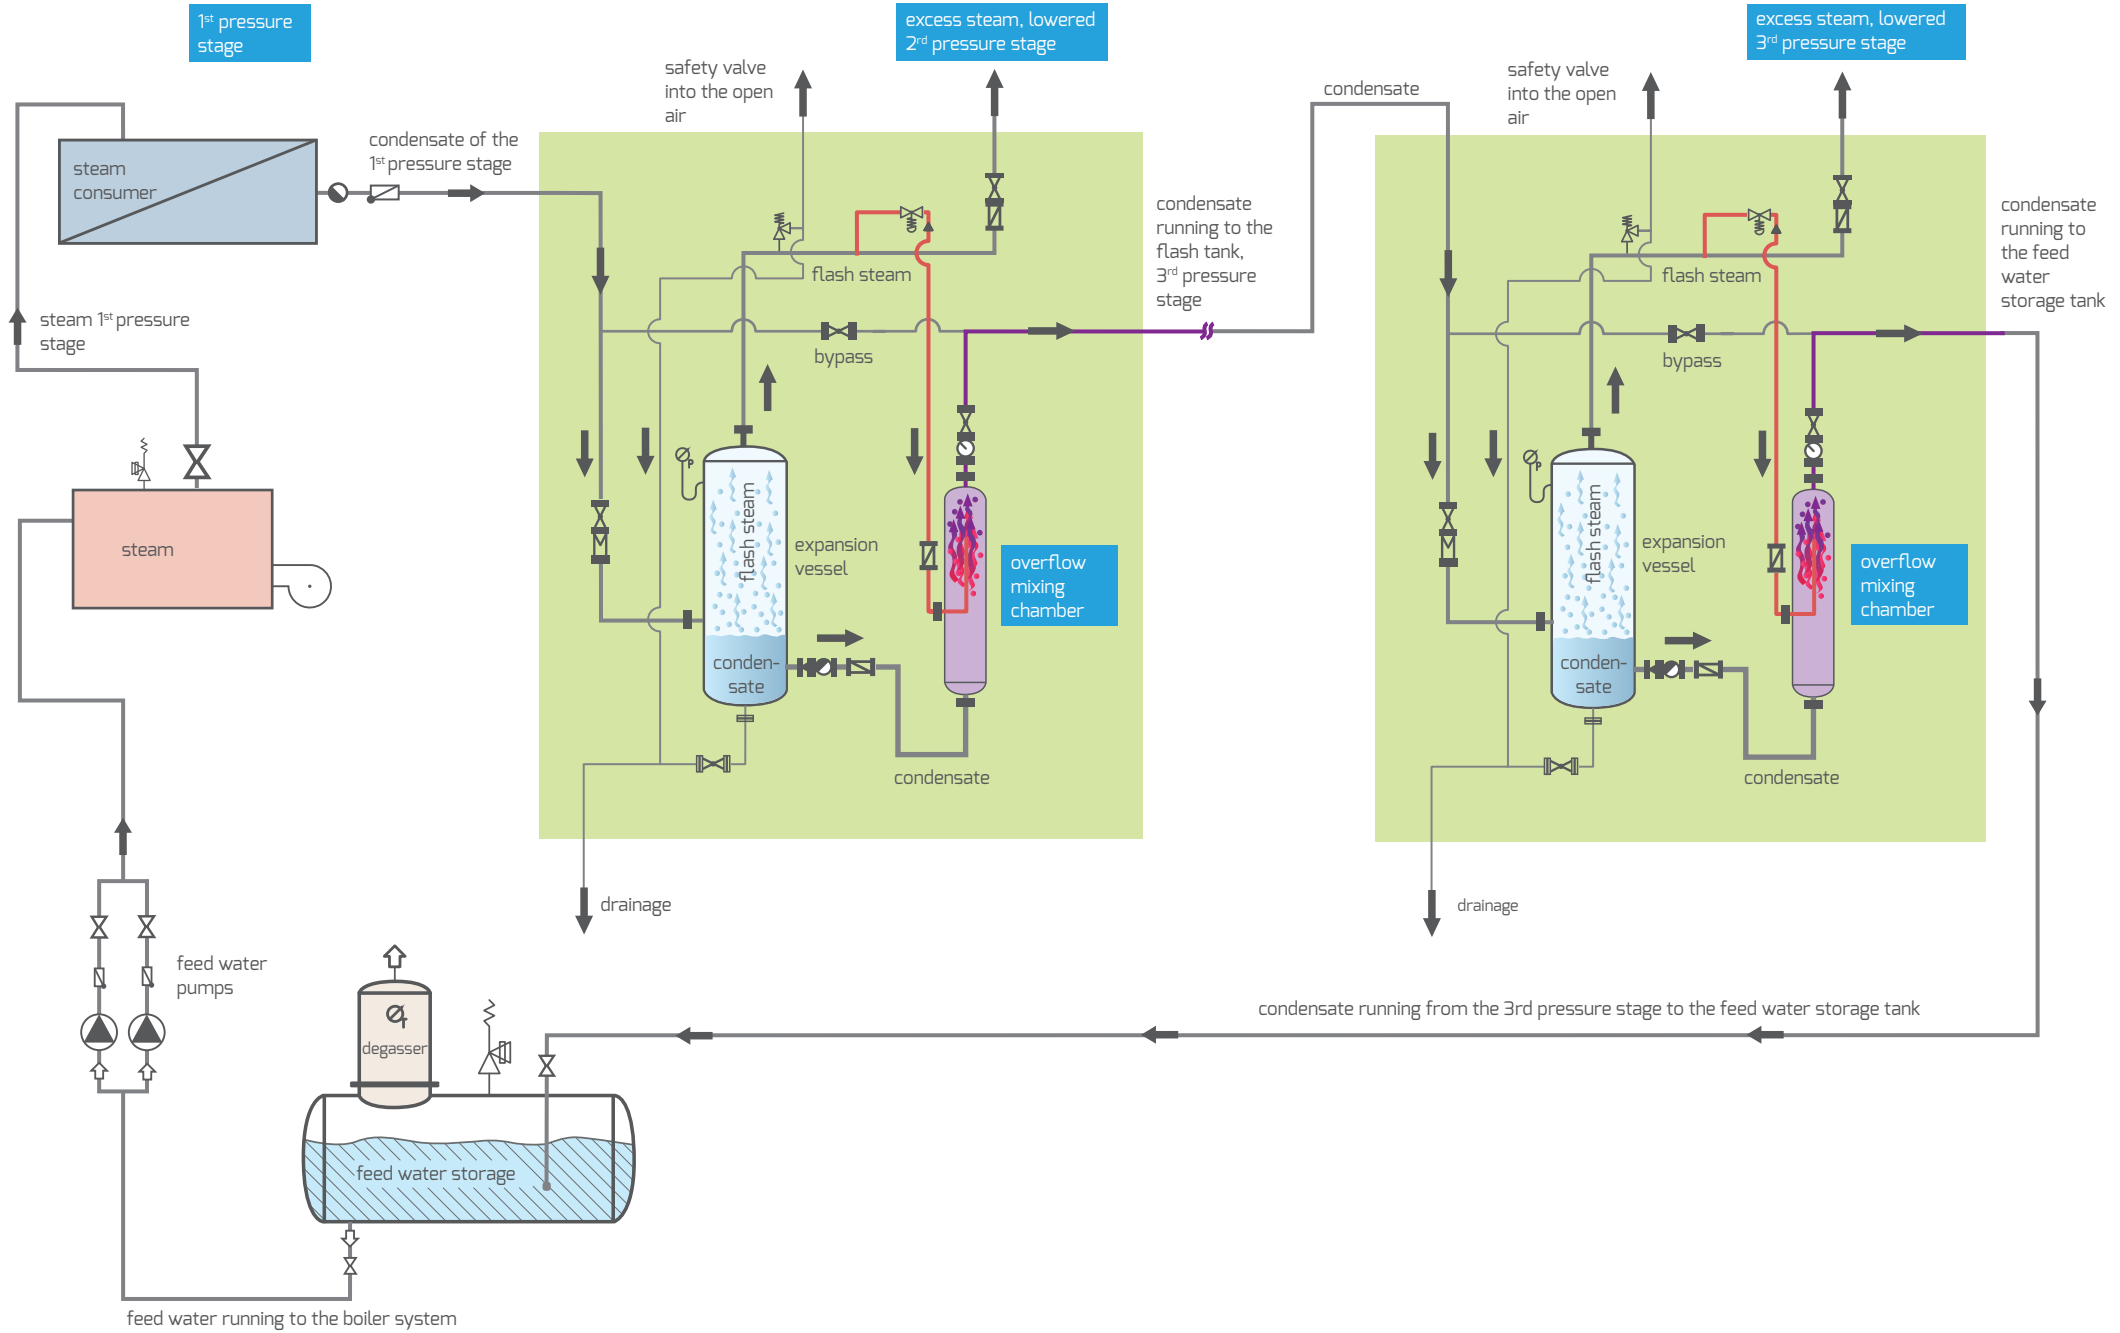 1st pressure
stage
excess steam, lowered
2rd pressure stage
excess steam, lowered
3rd pressure stage
safety valve
into the open
air
condensate
safety valve
into the open
air
steam
consumer
condensate of the
1st pressure stage
condensate
running to the
flash tank,
3rd pressure
stage
condensate
running to
the feed
water
storage tank
flash steam
flash steam
steam 1st pressure
stage
bypass
bypass
P
flash steam
P
flash steam
steam
expansion
vessel
overflow
mixing
chamber
expansion
vessel
overflow
mixing
chamber
conden-
sate
conden-
sate
condensate
condensate
drainage
drainage
feed water
pumps
T
degasser
condensate running from the 3rd pressure stage to the feed water storage tank
feed water storage
feed water running to the boiler system